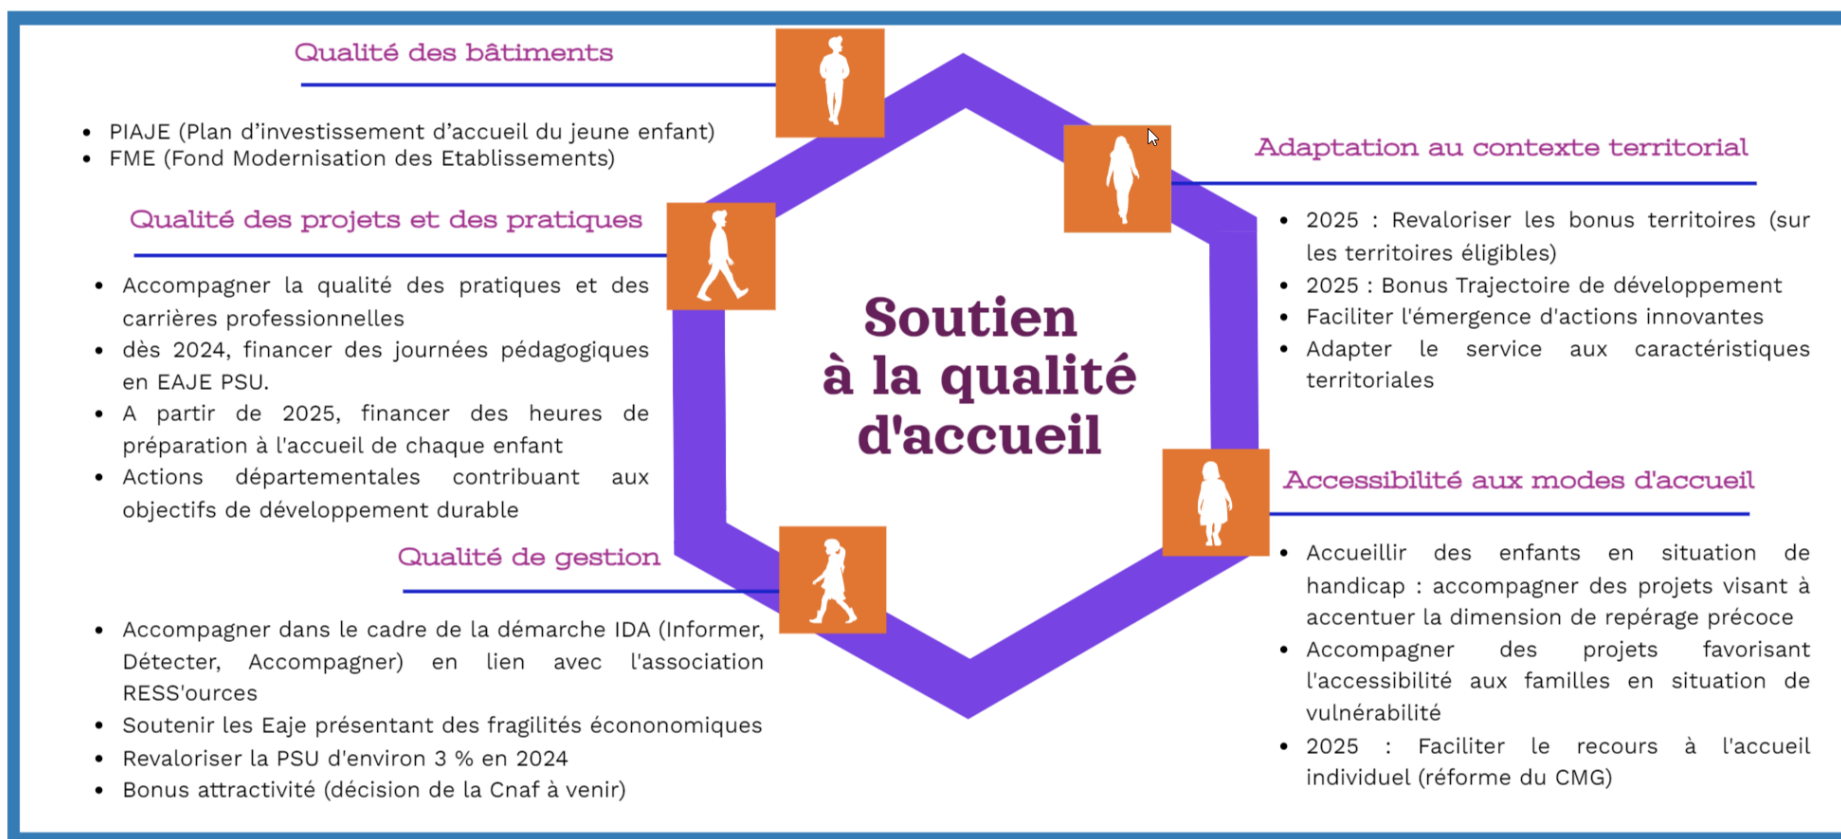 Qualité des bâtiments
• PIAJE (Plan d’investissement d’accueil du jeune enfant)
• FME (Fond Modernisation des Etablissements)
Qualité des projets et des pratiques
• Accompagner la qualité des pratiques et des
carrières professionnelles
• dès 2024, financer des journées pédagogiques
en EAJE PSU.
• A partir de 2025, financer des heures de
préparation à l'accueil de chaque enfant
• Actions départementales contribuant aux
objectifs de développement durable
Qualité de gestion
• Accompagner dans le cadre de la démarche IDA (Informer,
Détecter, Accompagner) en lien avec l'association
RESS'ources
• Soutenir les Eaje présentant des fragilités écononomiques
• Revaloriser la PSU d'environ 3 % en 2024
• Bonus attractivité (décision de la Cnaf à venir)
Soutien
à la qualité
d'accueil
Adaptation au contexte territorial
• 2025 : Revaloriser les bonus territoires (sur
les territoires éligibles)
• 2025 : Bonus Trajectoire de développement
• Faciliter l'émergence d'actions innovantes
• Adapter le service aux caractéristiques
territoriales
Accessibilité aux modes d'accueil
• Accueillir des enfants en situation de
handicap : accompagner des projets visant à
accentuer la dimension de repérage précoce
• Accompagner des projets favorisant
l'accessibilité aux familles en situation de
vulnérabilité
• 2025 : Faciliter le recours à l'accueil
individuel (réforme du CMG)